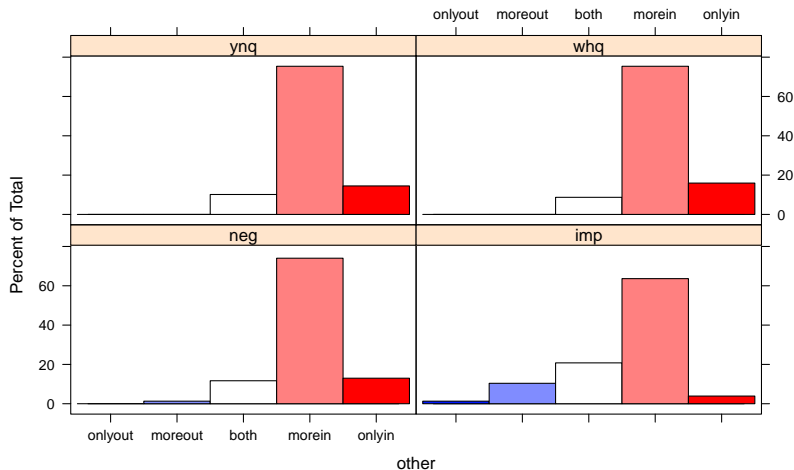 onlyout moreout both morein onlyin
ynq whq
60
40
20
0
neg imp
60
40
20
0
Percent of Total
onlyout moreout both morein onlyin
other